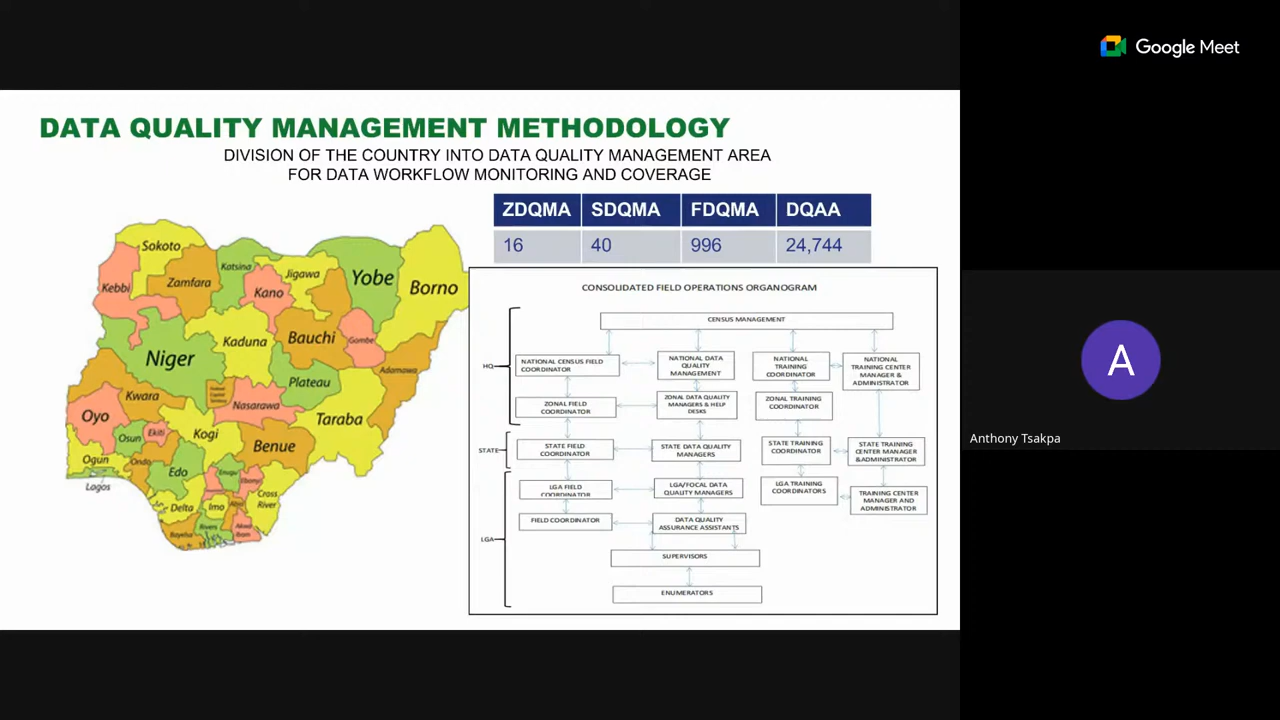 Google Meet
DATA QUALITY MANAGEMENT METHODOLOGY
DIVISION OF THE COUNTRY INTO DATA QUALITY MANAGEMENT AREA
FOR DATA WORKFLOW MONITORING AND COVERAGE
ZDQMA SDQMA FDQMA DQAA
16 40 996 24,744
Sokoto
Katsina
Jigawa
Zamfara
Kebbi
Kano
Yobe
Borno
Kaduna
Bauchi
Gombe
Niger
Adamawa
Plateau
Kwara
Nasarawa
Oyo
Taraba
Kogi
Osun
Ekiti
Benue
Ogun
Ondo
Edo
Enugu
Ebonyi
Lagos
Cross
River
Delta
Imo
Abia
Rivers
Akwa
Ibom
Bayelsa
CONSOLIDATED FIELD OPERATIONS ORGANOGRAM
CENSUS MANAGEMENT
HQ
NATIONAL CENSUS FIELD
COORDINATOR
NATIONAL DATA
QUALITY
MANAGEMENT
NATIONAL
TRAINING
COORDINATOR
NATIONAL
TRAINING CENTER
MANAGER &
ADMINISTRATOR
ZONAL FIELD
COORDINATOR
ZONAL DATA QUALITY
MANAGERS & HELP
DESKS
ZONAL TRAINING
COORDINATOR
STATE
STATE FIELD
COORDINATOR
STATE DATA QUALITY
MANAGERS
STATE TRAINING
COORDINATOR
STATE TRAINING
CENTER MANAGER
&ADMINISTRATOR
LGA
LGA FIELD
COORDINATOR
LGA/FOCAL DATA
QUALITY MANAGERS
LGA TRAINING
COORDINATORS
TRAINING CENTER
MANAGER AND
ADMINISTRATOR
FIELD COORDINATOR
DATA QUALITY
ASSURANCE ASSISTANTS
SUPERVISORS
ENUMERATORS
A
Anthony Tsakpa